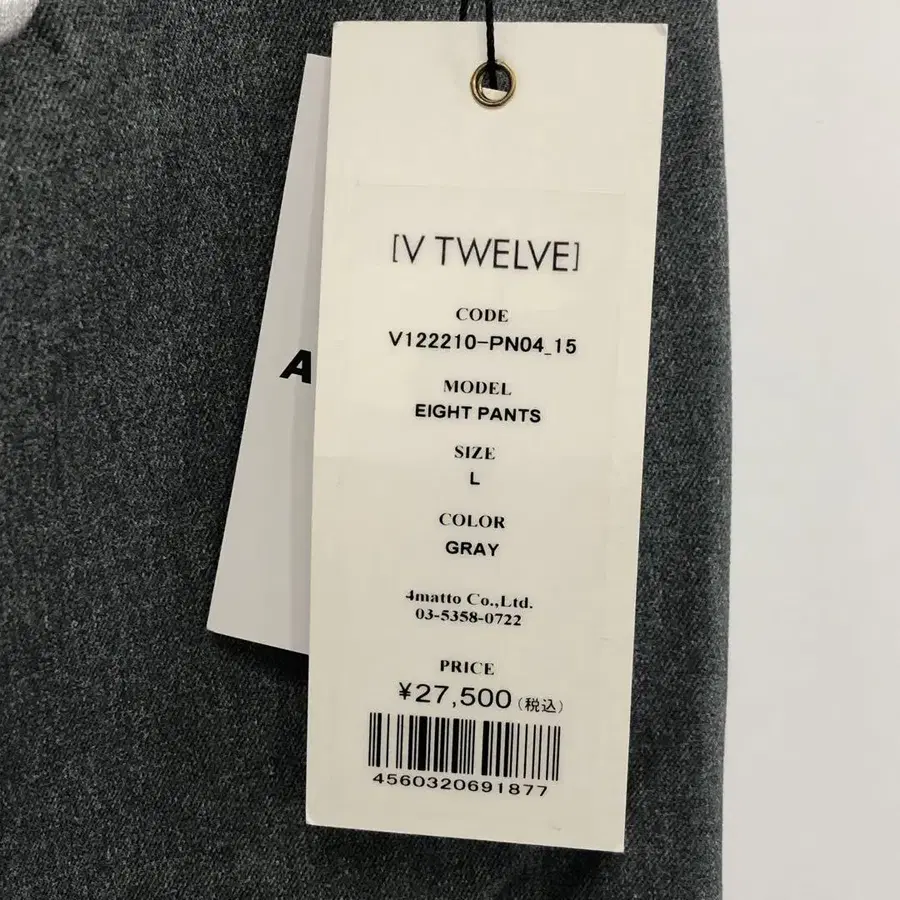 [V TWELVE]
CODE
V122210-PN04_15
MODEL
EIGHT PANTS
SIZE
L
COLOR
GRAY
4matto Co.,Ltd.
03-5358-0722
PRICE
¥27,500(税込)
4560320691877
A